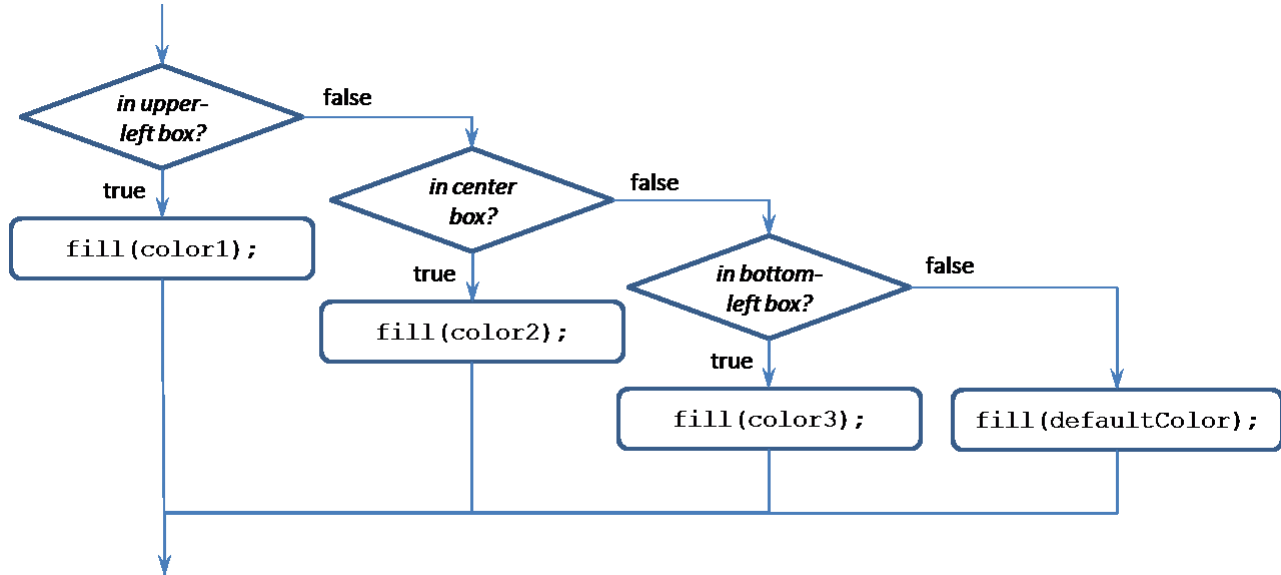 in upper-
left box?
false
true
fill(color1);
in center
box?
false
true
fill(color2);
in bottom-
left box?
false
true
fill(color3);
fill(defaultColor);